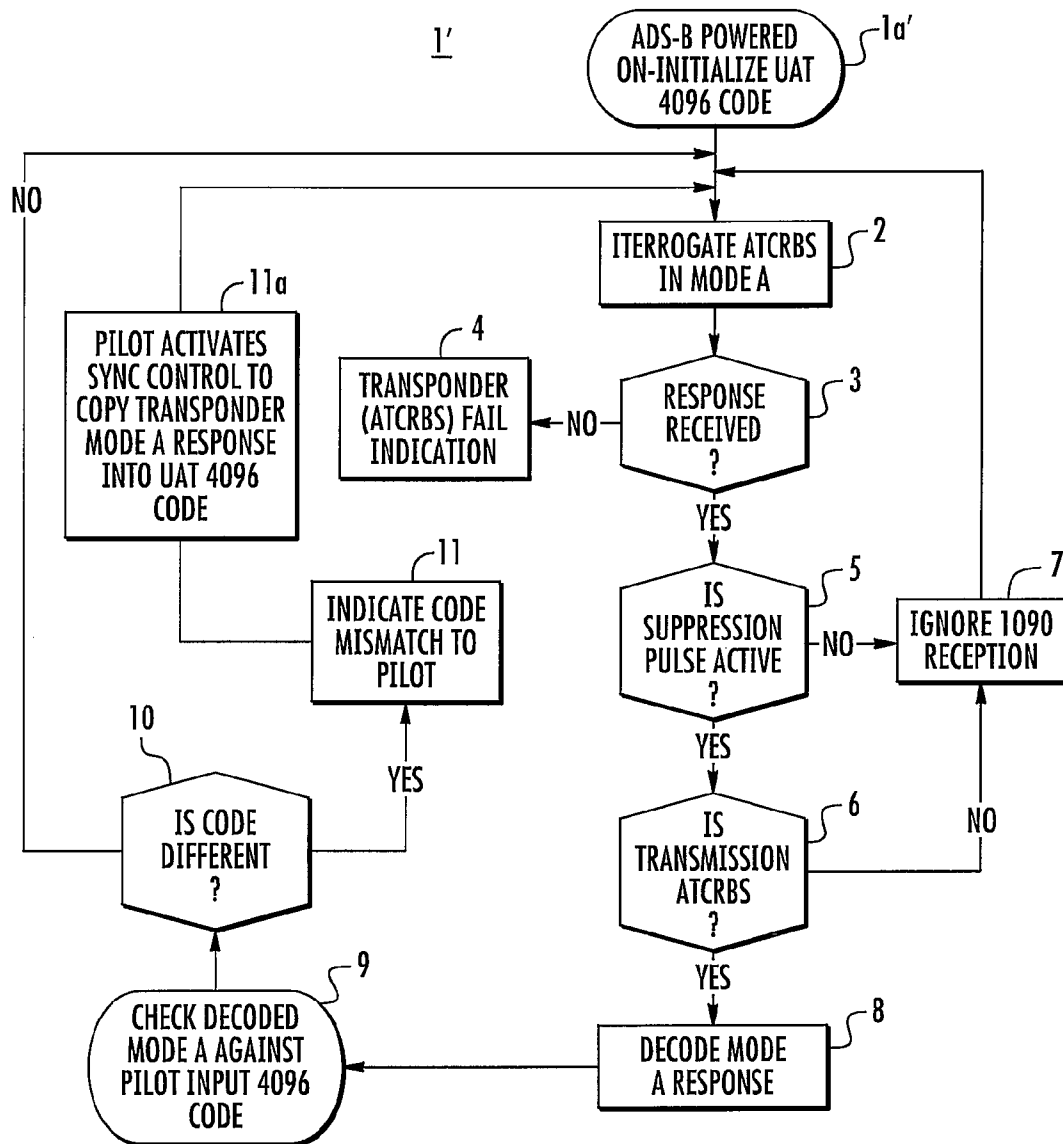 1'
ADS-B POWERED
ON-INITIALIZE UAT
4096 CODE
1a'
NO
ITERROGATE ATCRBS
IN MODE A
2
11a
PILOT ACTIVATES
SYNC CONTROL TO
COPY TRANSPONDER
MODE A RESPONSE
INTO UAT 4096
CODE
4
TRANSPONDER
(ATCRBS) FAIL
INDICATION
NO
RESPONSE
RECEIVED
?
3
YES
11
INDICATE CODE
MISMATCH TO
PILOT
IS
SUPPRESSION
PULSE ACTIVE
?
5
NO
7
IGNORE 1090
RECEPTION
YES
10
IS CODE
DIFFERENT
?
YES
IS
TRANSMISSION
ATCRBS
?
6
NO
YES
9
CHECK DECODED
MODE A AGAINST
PILOT INPUT 4096
CODE
8
DECODE MODE
A RESPONSE